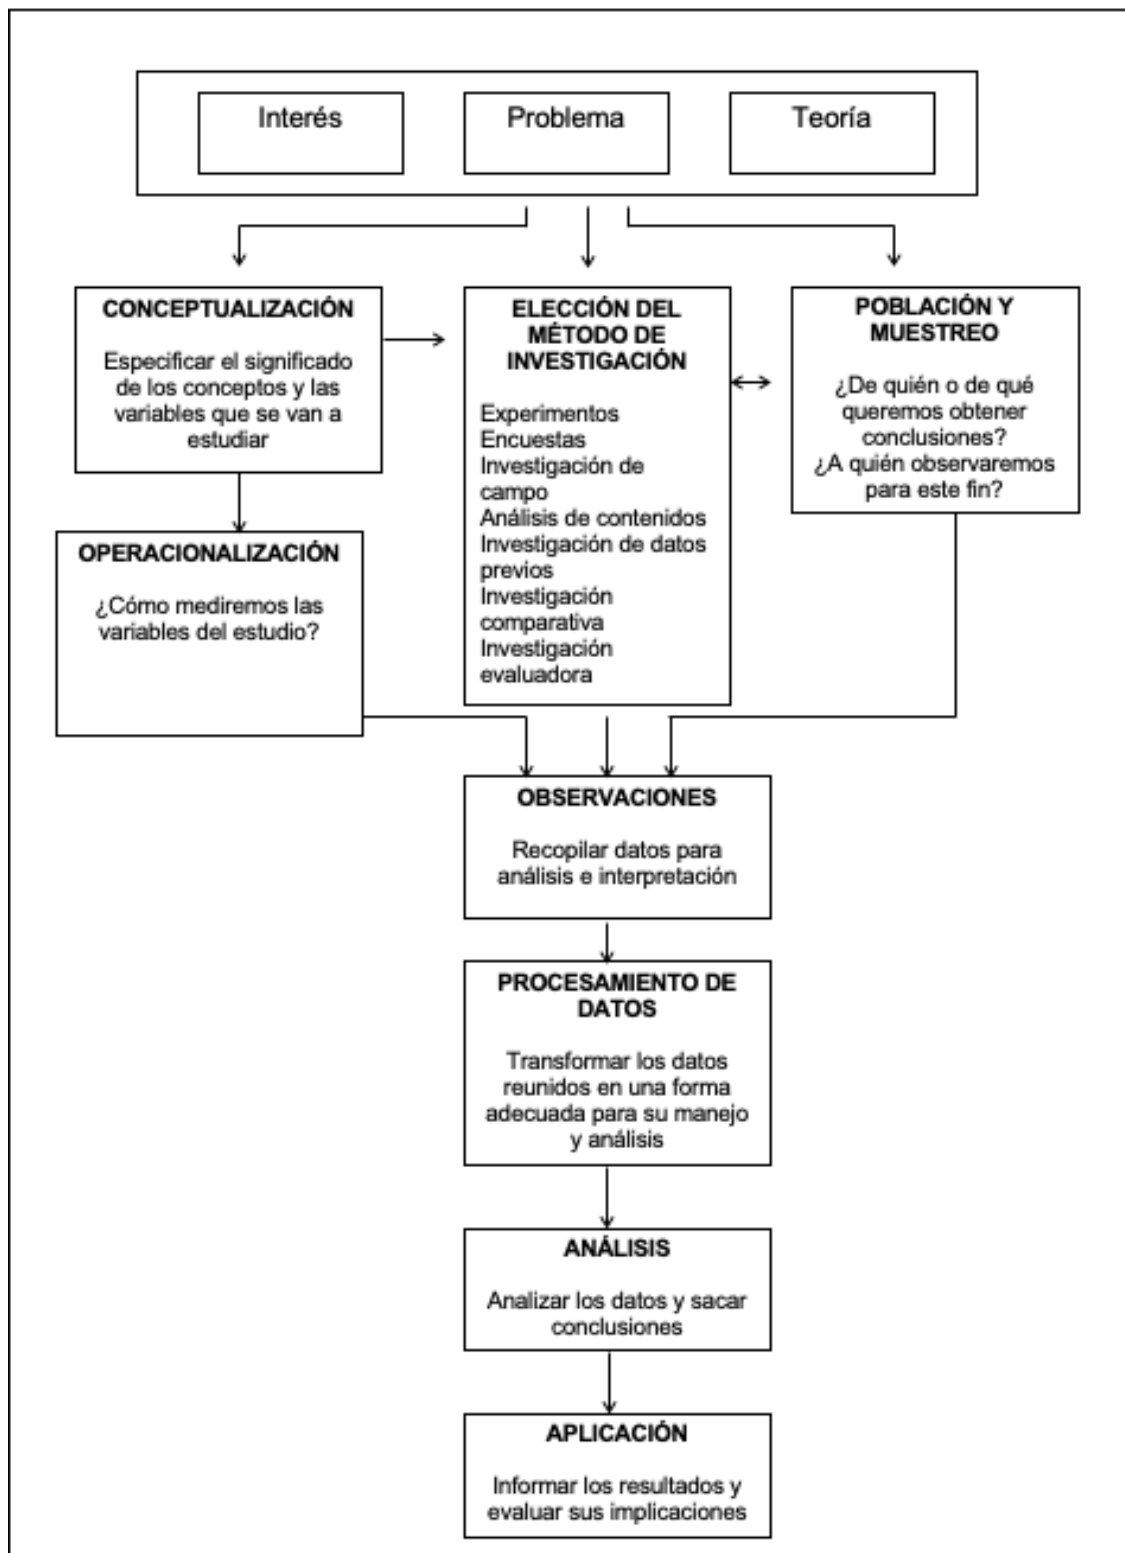 Interés
Problema
Teoría
CONCEPTUALIZACIÓN
Especificar el significado
de los conceptos y las
variables que se van a
estudiar
ELECCIÓN DEL
MÉTODO DE
INVESTIGACIÓN
Experimentos
Encuestas
Investigación de
campo
Análisis de contenidos
Investigación de datos
previos
Investigación
comparativa
Investigación
evaluadora
POBLACIÓN Y
MUESTREO
¿De quién o de qué
queremos obtener
conclusiones?
¿A quién observaremos
para este fin?
OPERACIONALIZACIÓN
¿Cómo mediremos las
variables del estudio?
OBSERVACIONES
Recopilar datos para
análisis e interpretación
PROCESAMIENTO DE
DATOS
Transformar los datos
reunidos en una forma
adecuada para su manejo
y análisis
ANÁLISIS
Analizar los datos y sacar
conclusiones
APLICACIÓN
Informar los resultados y
evaluar sus implicaciones